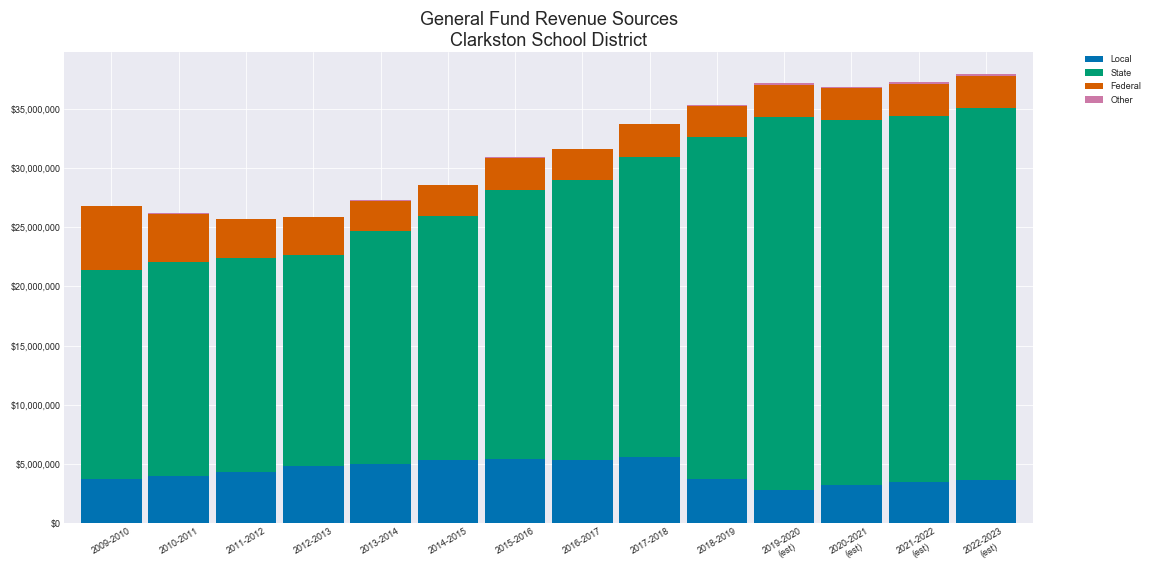 General Fund Revenue Sources
Clarkston School District
Local
State
Federal
Other
$35,000,000
$30,000,000
$25,000,000
$20,000,000
$15,000,000
$10,000,000
$5,000,000
$0
2009-2010
2010-2011
2011-2012
2012-2013
2013-2014
2014-2015
2015-2016
2016-2017
2017-2018
2018-2019
2019-2020
(est)
2020-2021
(est)
2021-2022
(est)
2022-2023
(est)